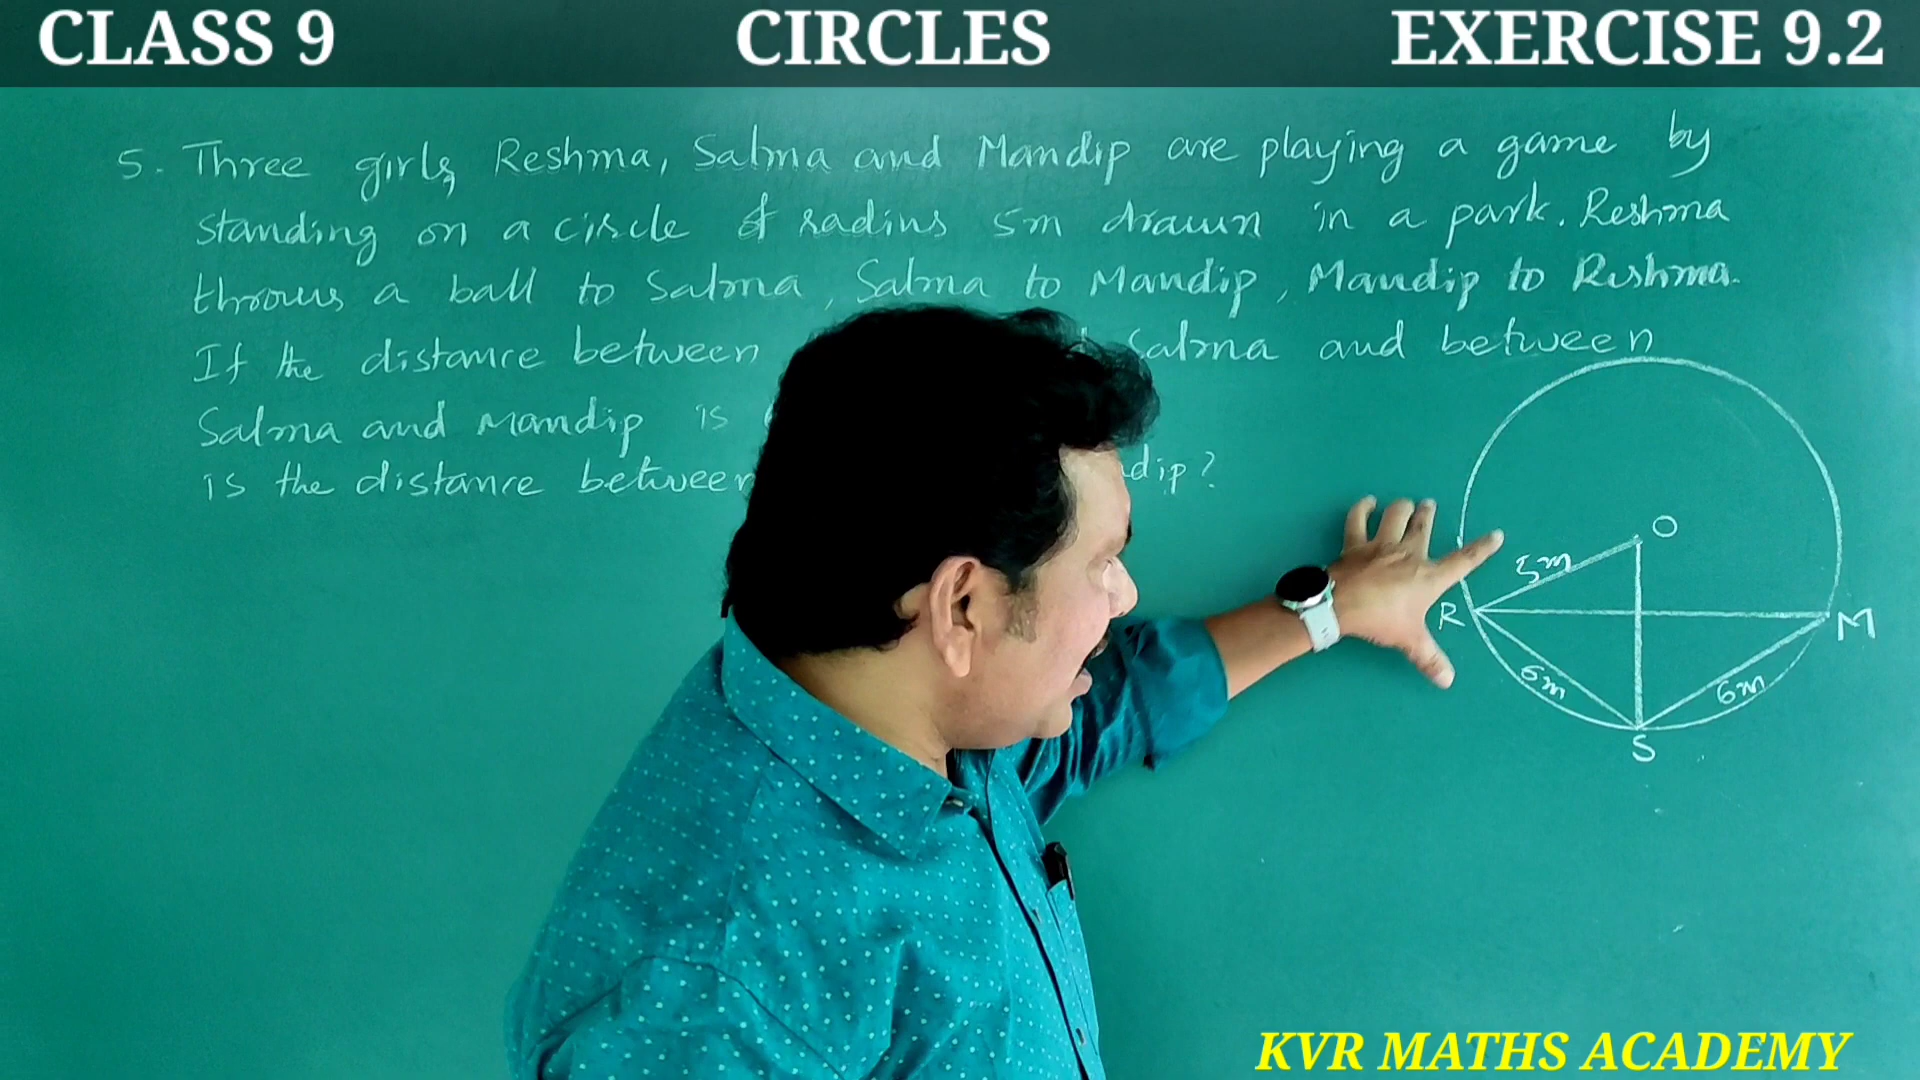 CLASS 9 CIRCLES EXERCISE 9.2
5. Three girls, Reshma, Salma and Mandip are playing a game by
standing on a circle of radius 5m drawn in a park. Reshma
throws a ball to Salma, Salma to Mandip, Mandip to Reshma.
If the distance between Salma and between
Salma and Mandip is
is the distance between dip?
O
5m
R
M
6m
6m
S
KVR MATHS ACADEMY